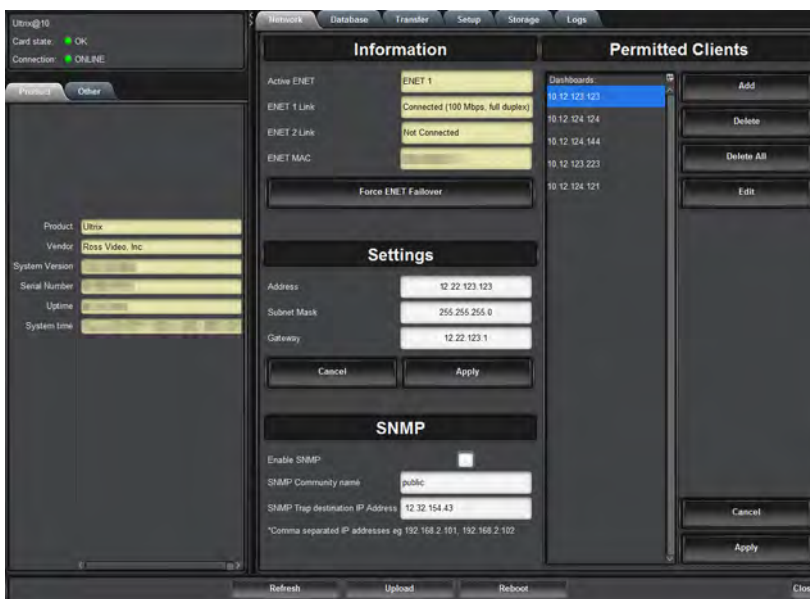 Ultrix@10.
Card state: OK
Connection: ONLINE
Product
Other
Product Ultrix
Vendor Ross Video, Inc
System Version
Serial Number
Uptime
System time
Network Database Transfer Setup Storage Logs
Information
Active ENET ENET 1
ENET 1 Link Connected (100 Mbps, full duplex)
ENET 2 Link Not Connected
ENET MAC
Force ENET Failover
Settings
Address 12.22.123.123
Subnet Mask 255.255.255.0
Gateway 12.22.123.1
Cancel Apply
SNMP
Enable SNMP
SNMP Community name public
SNMP Trap destination IP Address 12.32.154.43
*Comma separated IP addresses eg 192.168.2.101, 192.168.2.102
Permitted Clients
Dashboards:
10.12.123.123
10.12.124.124
10.12.124.144
10.12.123.223
10.12.124.121
Add
Delete
Delete All
Edit
Cancel
Apply
Refresh Upload Reboot Clos